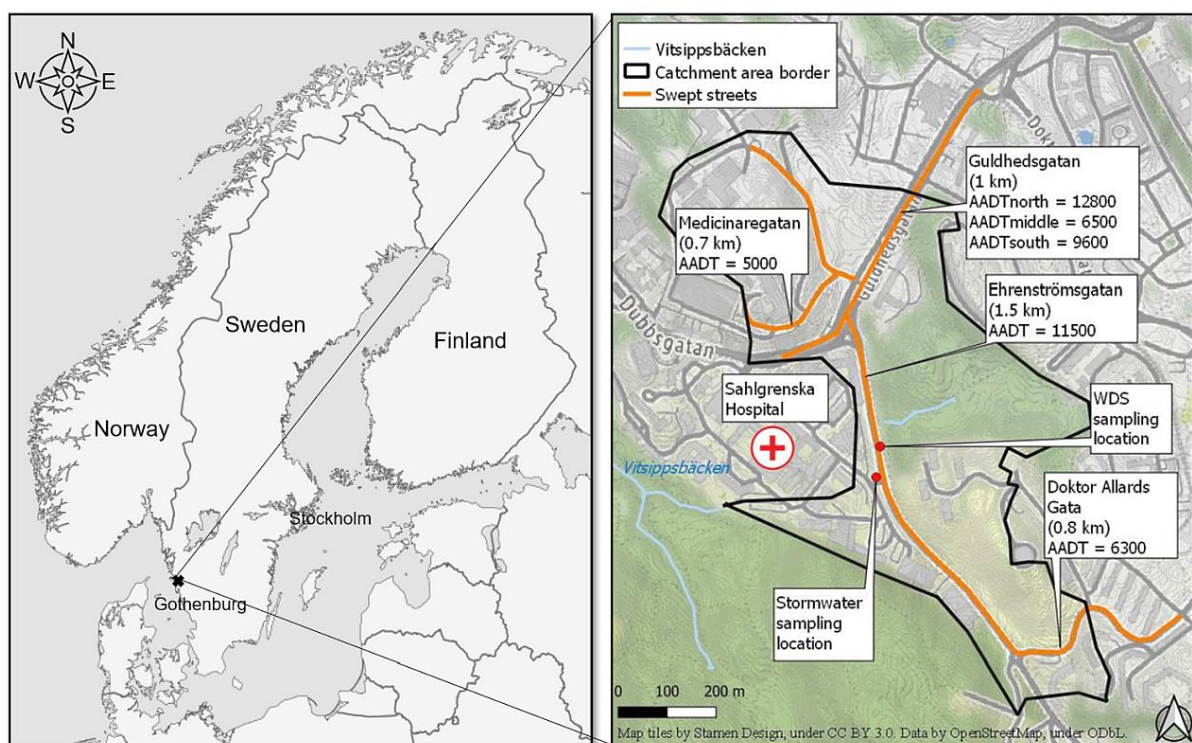 N
W E
S
Sweden
Finland
Norway
Stockholm
Gothenburg
Vitsippsbäcken
Catchment area border
Swept streets
Guldhedsgatan
(1 km)
AADTnorth = 12800
AADTmiddle = 6500
AADTsouth = 9600
Medicinaregatan
(0.7 km)
AADT = 5000
Guldhedsgatan
Dubbsgatan
Ehrenströmsgatan
(1.5 km)
AADT = 11500
Sahlgrenska
Hospital
WDS
sampling
location
Vitsippsbäcken
Doktor Allards
Gata
(0.8 km)
AADT = 6300
Stormwater
sampling
location
0 100 200 m
Map tiles by Stamen Design, under CC BY 3.0. Data by OpenStreetMap, under ODbL.